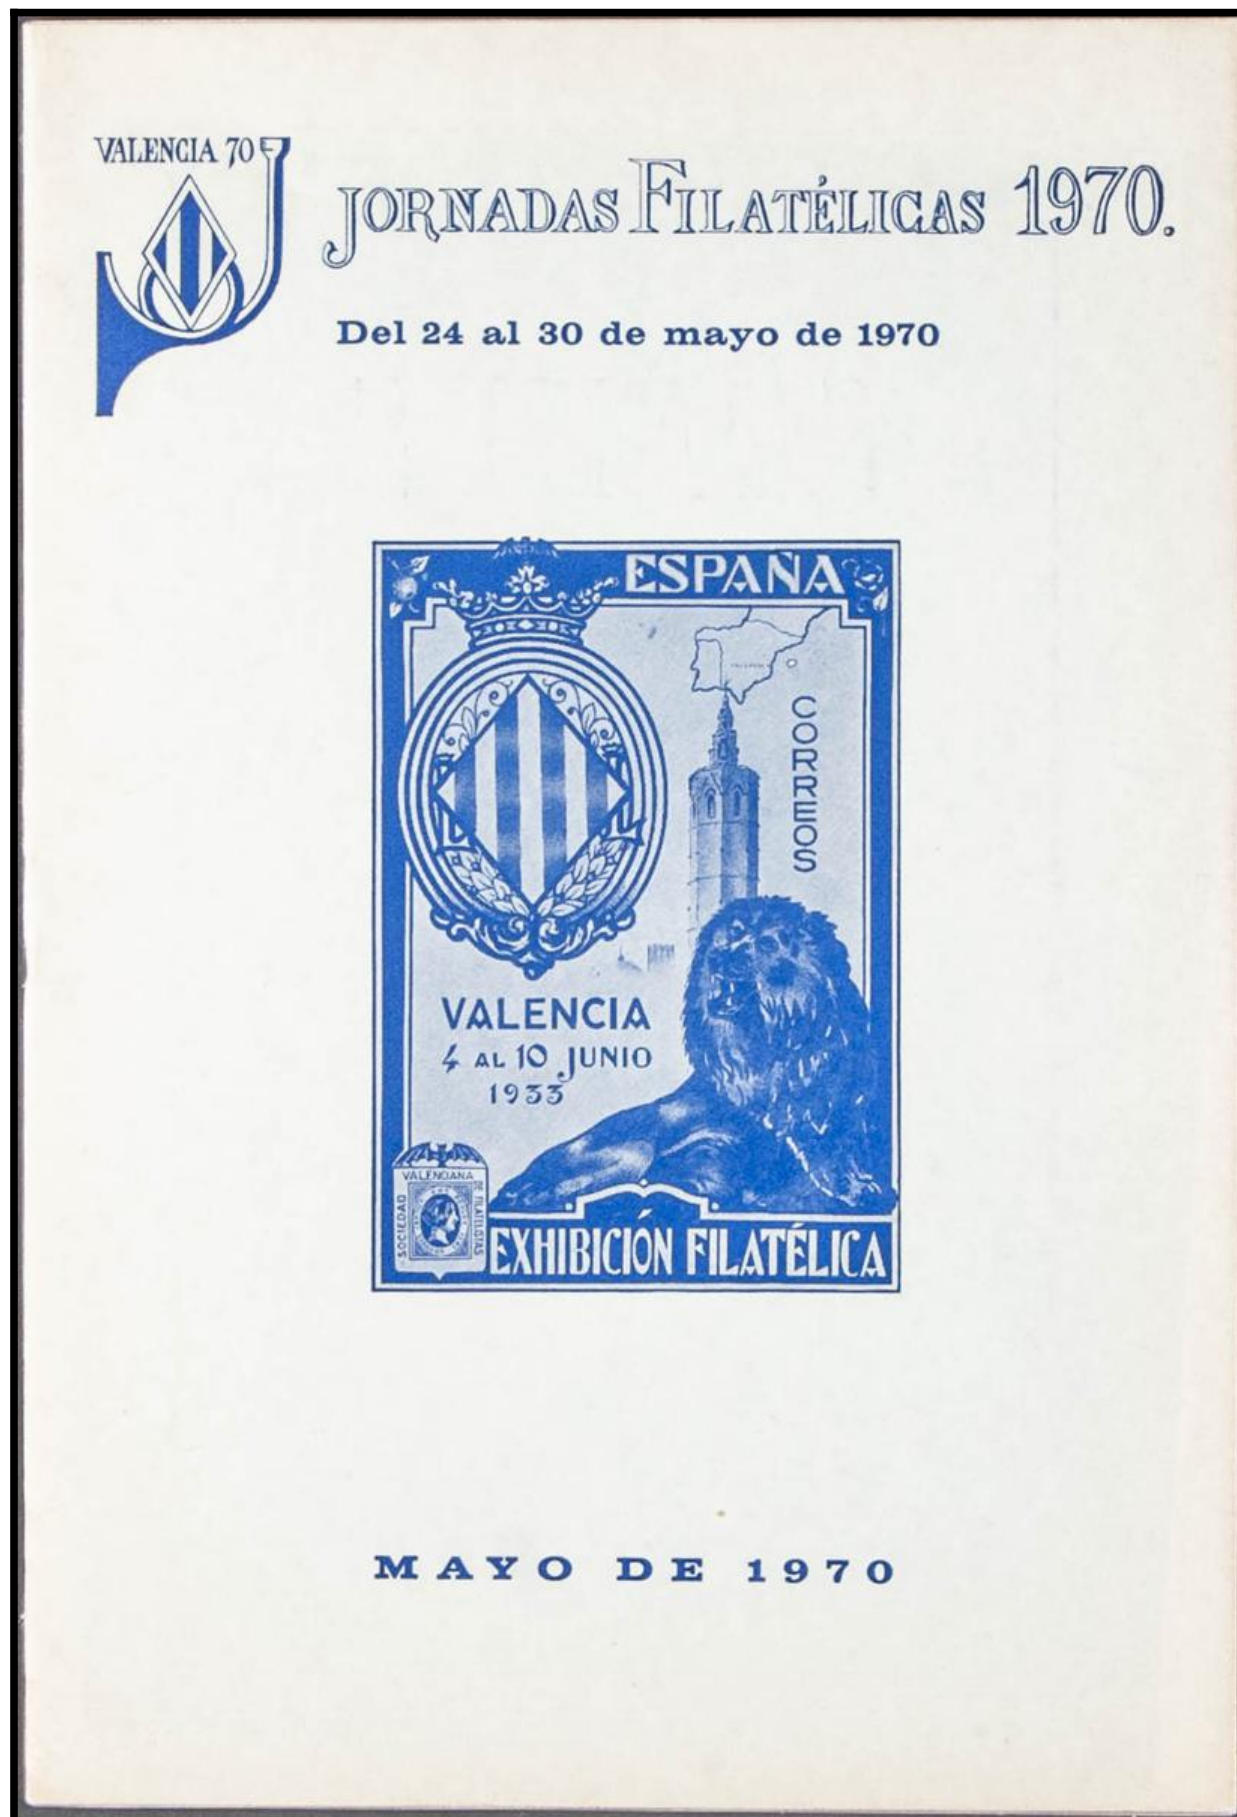 VALENCIA 70
JORNADAS FILATÉLICAS 1970.
Del 24 al 30 de mayo de 1970
ESPAÑA
CORREOS
VALENCIA
4 AL 10 JUNIO
1933
SOCIEDAD
VALENCIANA
DE FILATELISTAS
EXHIBICIÓN FILATÉLICA
MAYO DE 1970